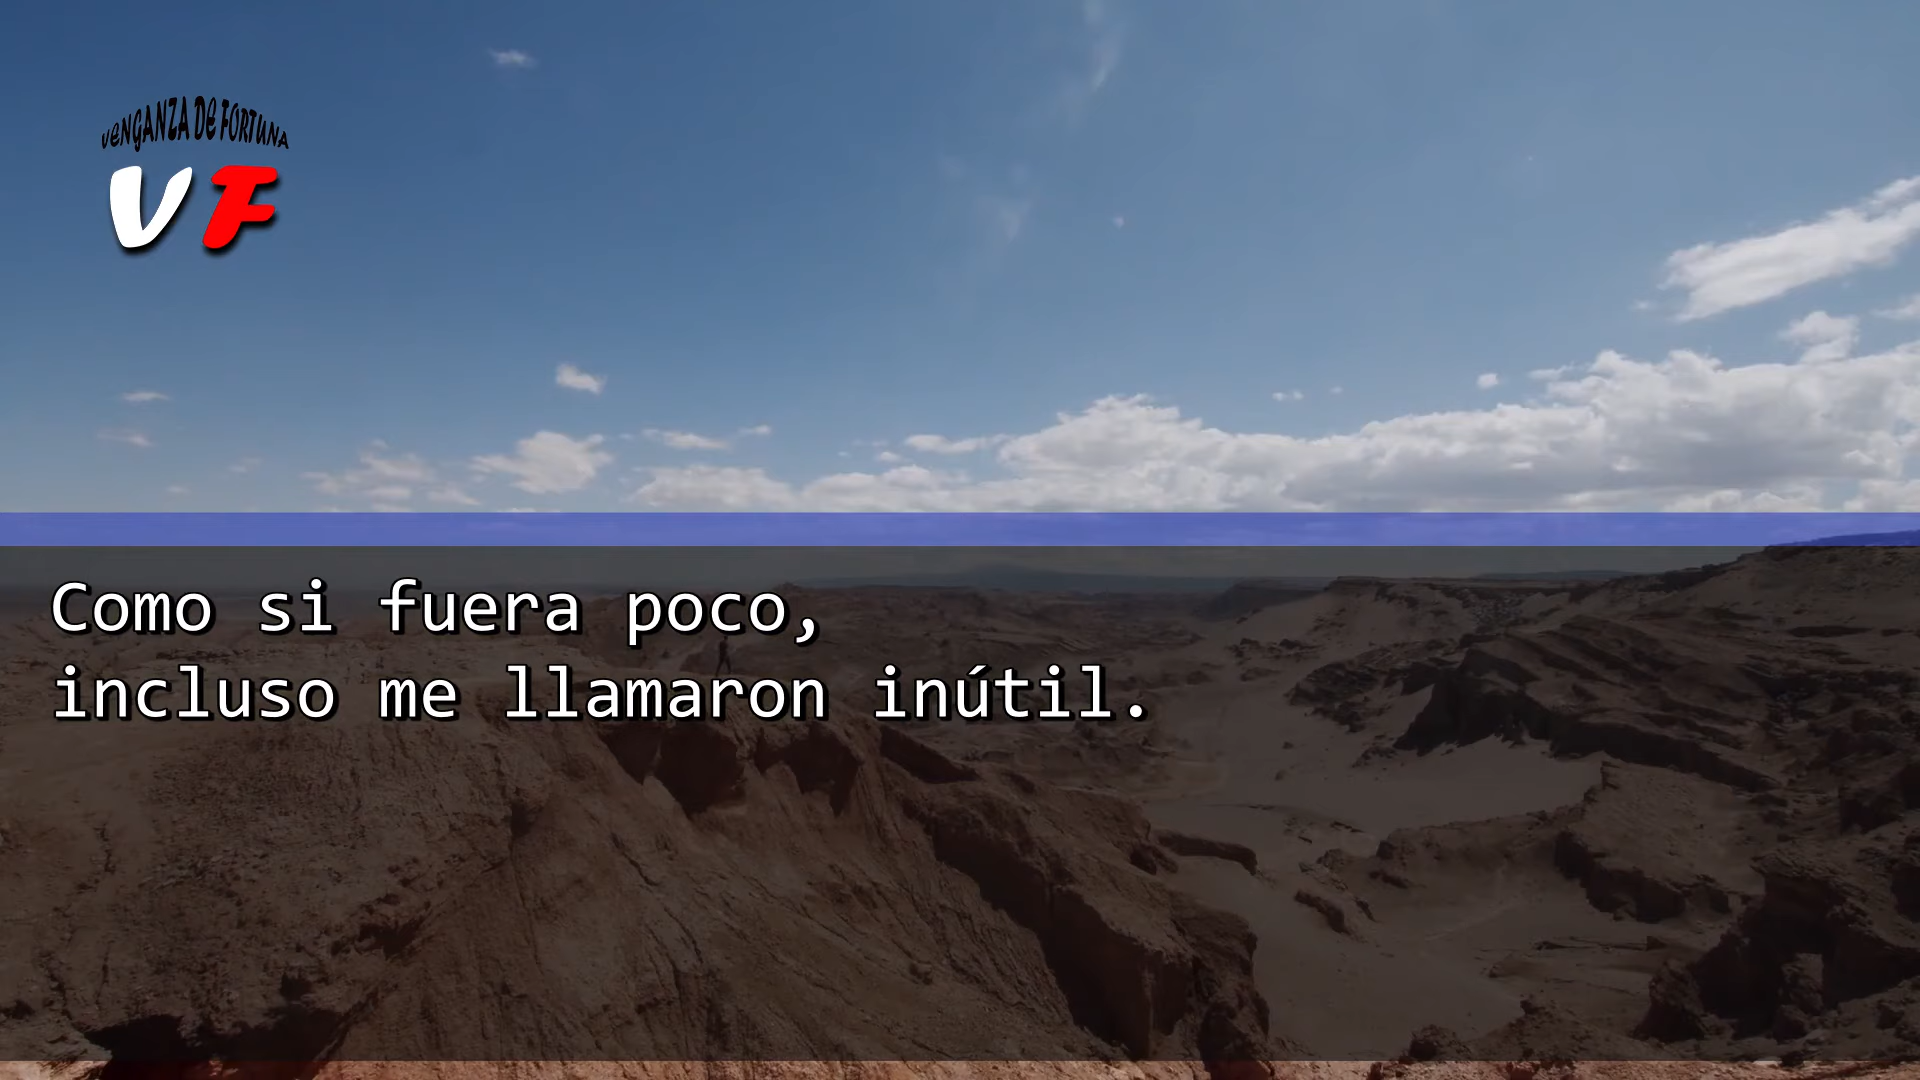 VENGANZA DE FORTUNA
VF
Como si fuera poco,
incluso me llamaron inútil.